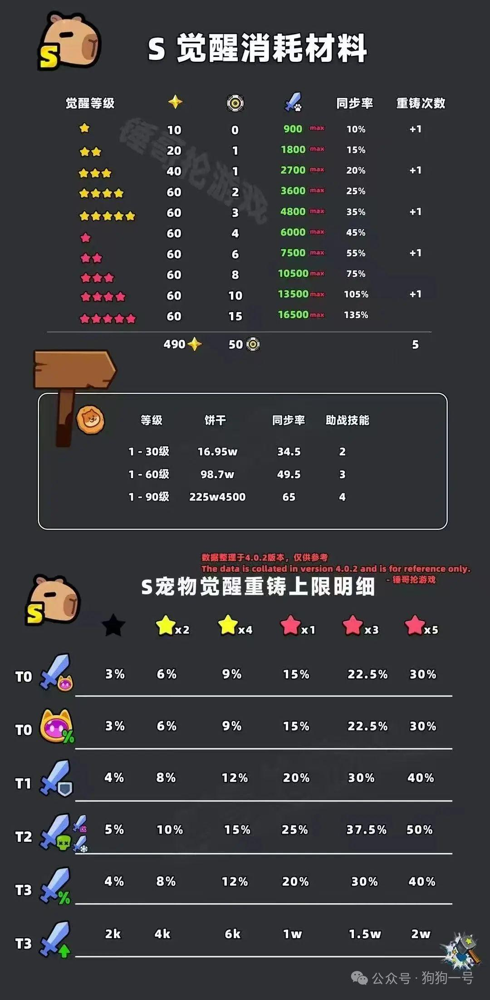 S 觉醒消耗材料
S
觉醒等级 同步率 重铸次数
10 0 900 max 10% +1
20 1 1800 max 15%
40 1 2700 max 20% +1
60 2 3600 max 25%
60 3 4800 max 35% +1
60 4 6000 max 45%
60 6 7500 max 55% +1
60 8 10500 max 75%
60 10 13500 max 105% +1
60 15 16500 max 135%
490 50 5
锤哥抡游戏
等级 饼干 同步率 助战技能
1 - 30级 16.95w 34.5 2
1 - 60级 98.7w 49.5 3
1 - 90级 225w4500 65 4
数据整理于4.0.2版本，仅供参考
The data is collated in version 4.0.2 and is for reference only.
- 锤哥抡游戏
S宠物觉醒重铸上限明细
S
x2 x4 x1 x3 x5
T0 3% 6% 9% 15% 22.5% 30%
T0 % 3% 6% 9% 15% 22.5% 30%
T1 4% 8% 12% 20% 30% 40%
T2 5% 10% 15% 25% 37.5% 50%
T3 % 4% 8% 12% 20% 30% 40%
T3 2k 4k 6k 1w 1.5w 2w
公众号 · 狗狗一号